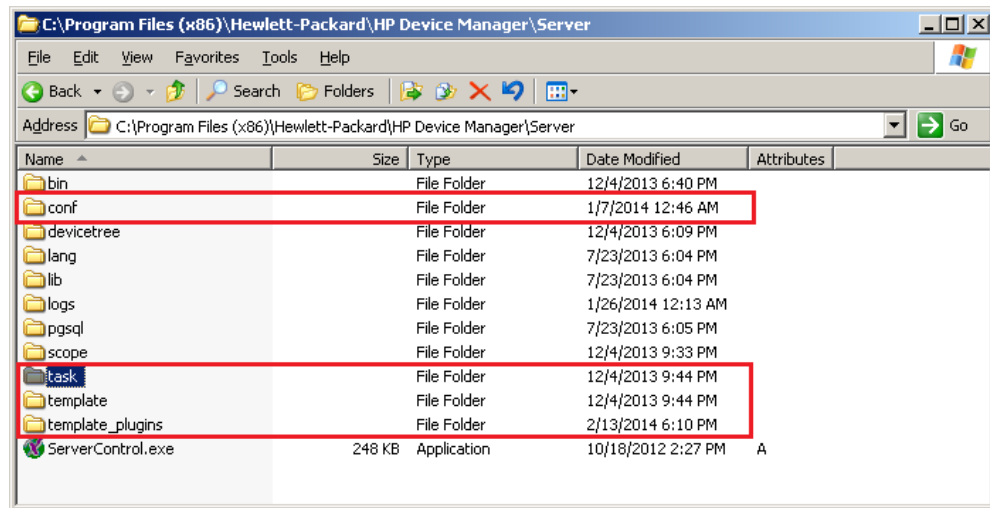 C:\Program Files (x86)\Hewlett-Packard\HP Device Manager\Server
File Edit View Favorites Tools Help
Back Search Folders
Address C:\Program Files (x86)\Hewlett-Packard\HP Device Manager\Server Go
Name Size Type Date Modified Attributes
bin File Folder 12/4/2013 6:40 PM
conf File Folder 1/7/2014 12:46 AM
devicetree File Folder 12/4/2013 6:09 PM
lang File Folder 7/23/2013 6:04 PM
lib File Folder 7/23/2013 6:04 PM
logs File Folder 1/26/2014 12:13 AM
pgsql File Folder 7/23/2013 6:05 PM
scope File Folder 12/4/2013 9:33 PM
task File Folder 12/4/2013 9:44 PM
template File Folder 12/4/2013 9:44 PM
template_plugins File Folder 2/13/2014 6:10 PM
ServerControl.exe 248 KB Application 10/18/2012 2:27 PM A